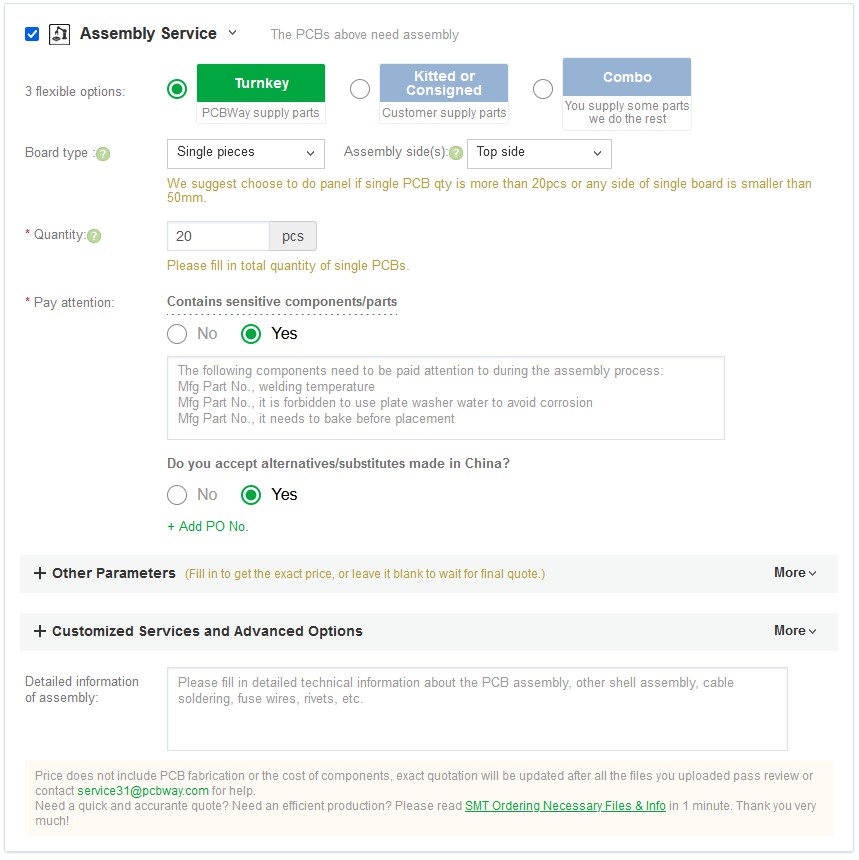 Assembly Service The PCBs above need assembly
3 flexible options:
Turnkey
PCBWay supply parts
Kitted or
Consigned
Customer supply parts
Combo
You supply some parts
we do the rest
Board type :? Single pieces Assembly side(s):? Top side
We suggest choose to do panel if single PCB qty is more than 20pcs or any side of single board is smaller than
50mm.
* Quantity:? 20 pcs
Please fill in total quantity of single PCBs.
* Pay attention: Contains sensitive components/parts
No Yes
The following components need to be paid attention to during the assembly process:
Mfg Part No., welding temperature
Mfg Part No., it is forbidden to use plate washer water to avoid corrosion
Mfg Part No., it needs to bake before placement
Do you accept alternatives/substitutes made in China?
No Yes
+ Add PO No.
+ Other Parameters (Fill in to get the exact price, or leave it blank to wait for final quote.) More
+ Customized Services and Advanced Options More
Detailed information
of assembly:
Please fill in detailed technical information about the PCB assembly, other shell assembly, cable
soldering, fuse wires, rivets, etc.
Price does not include PCB fabrication or the cost of components, exact quotation will be updated after all the files you uploaded pass review or
contact service31@pcbway.com for help.
Need a quick and accurante quote? Need an efficient production? Please read SMT Ordering Necessary Files & Info in 1 minute. Thank you very
much!